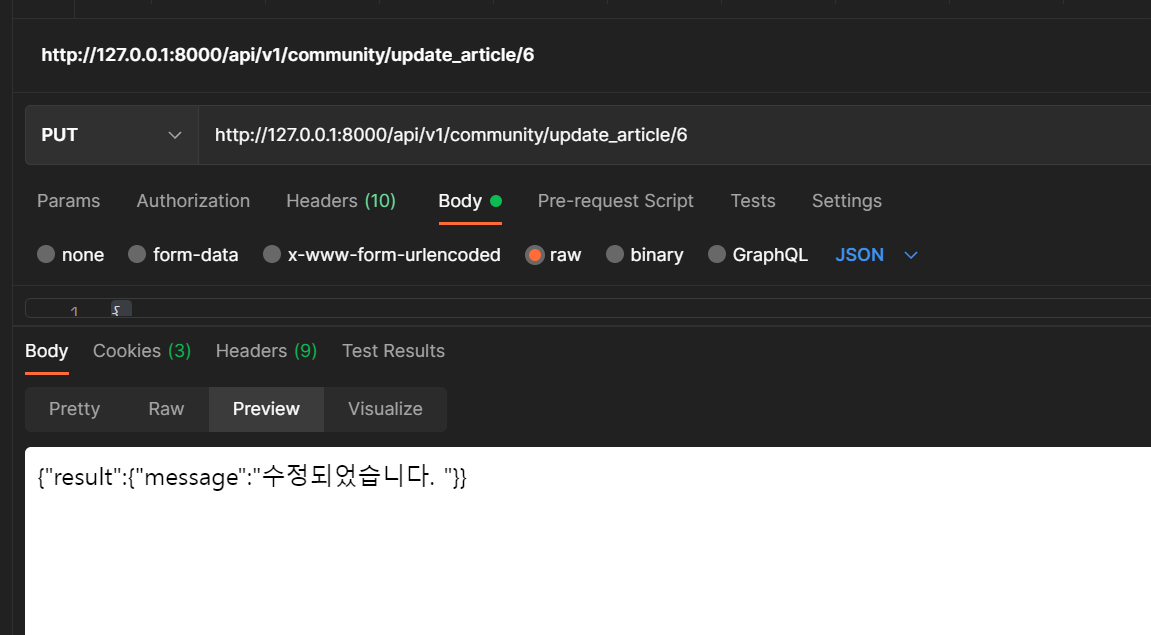 http://127.0.0.1:8000/api/v1/community/update_article/6
PUT http://127.0.0.1:8000/api/v1/community/update_article/6
Params Authorization Headers (10) Body Pre-request Script Tests Settings
none form-data x-www-form-urlencoded raw binary GraphQL JSON
1 {
Body Cookies (3) Headers (9) Test Results
Pretty Raw Preview Visualize
{"result":{"message":"수정되었습니다. "}}